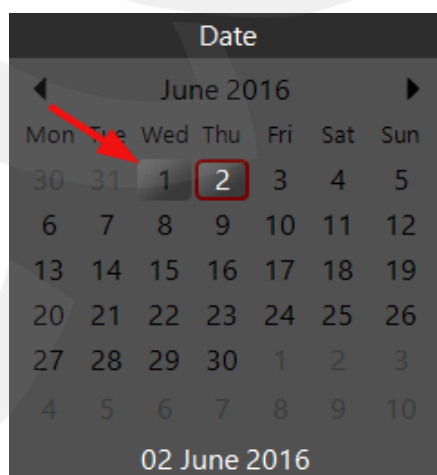 Date
June 2016
Mon Tue Wed Thu Fri Sat Sun
30 31 1 2 3 4 5
6 7 8 9 10 11 12
13 14 15 16 17 18 19
20 21 22 23 24 25 26
27 28 29 30 1 2 3
4 5 6 7 8 9 10
02 June 2016